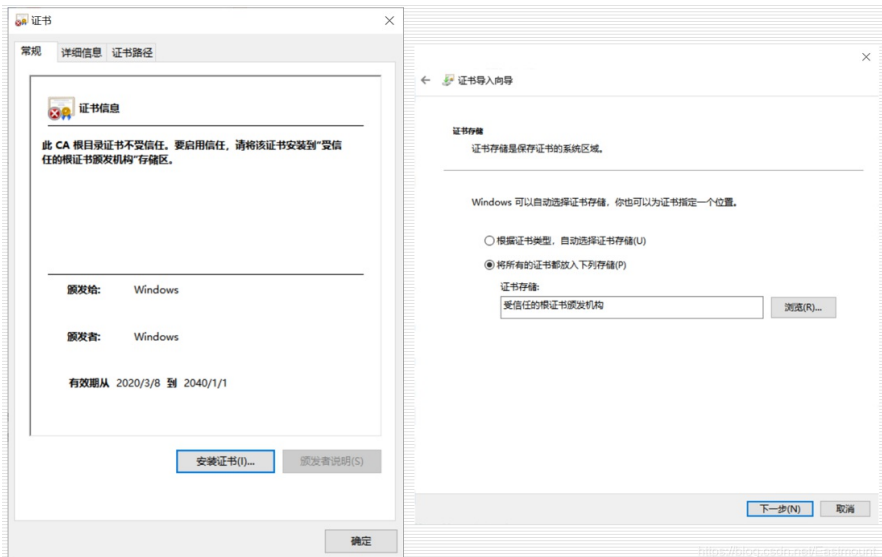 证书
常规 详细信息 证书路径
证书信息
此 CA 根目录证书不受信任。要启用信任，请将该证书安装到“受信
任的根证书颁发机构”存储区。
颁发给: Windows
颁发者: Windows
有效期从 2020/3/8 到 2040/1/1
安装证书(I)... 颁发者说明(S)
确定
证书导入向导
证书存储
证书存储是保存证书的系统区域。
Windows 可以自动选择证书存储，你也可以为证书指定一个位置。
根据证书类型，自动选择证书存储(U)
将所有的证书都放入下列存储(P)
证书存储:
受信任的根证书颁发机构
浏览(R)...
下一步(N) 取消
https://blog.csdn.net/Eastmount